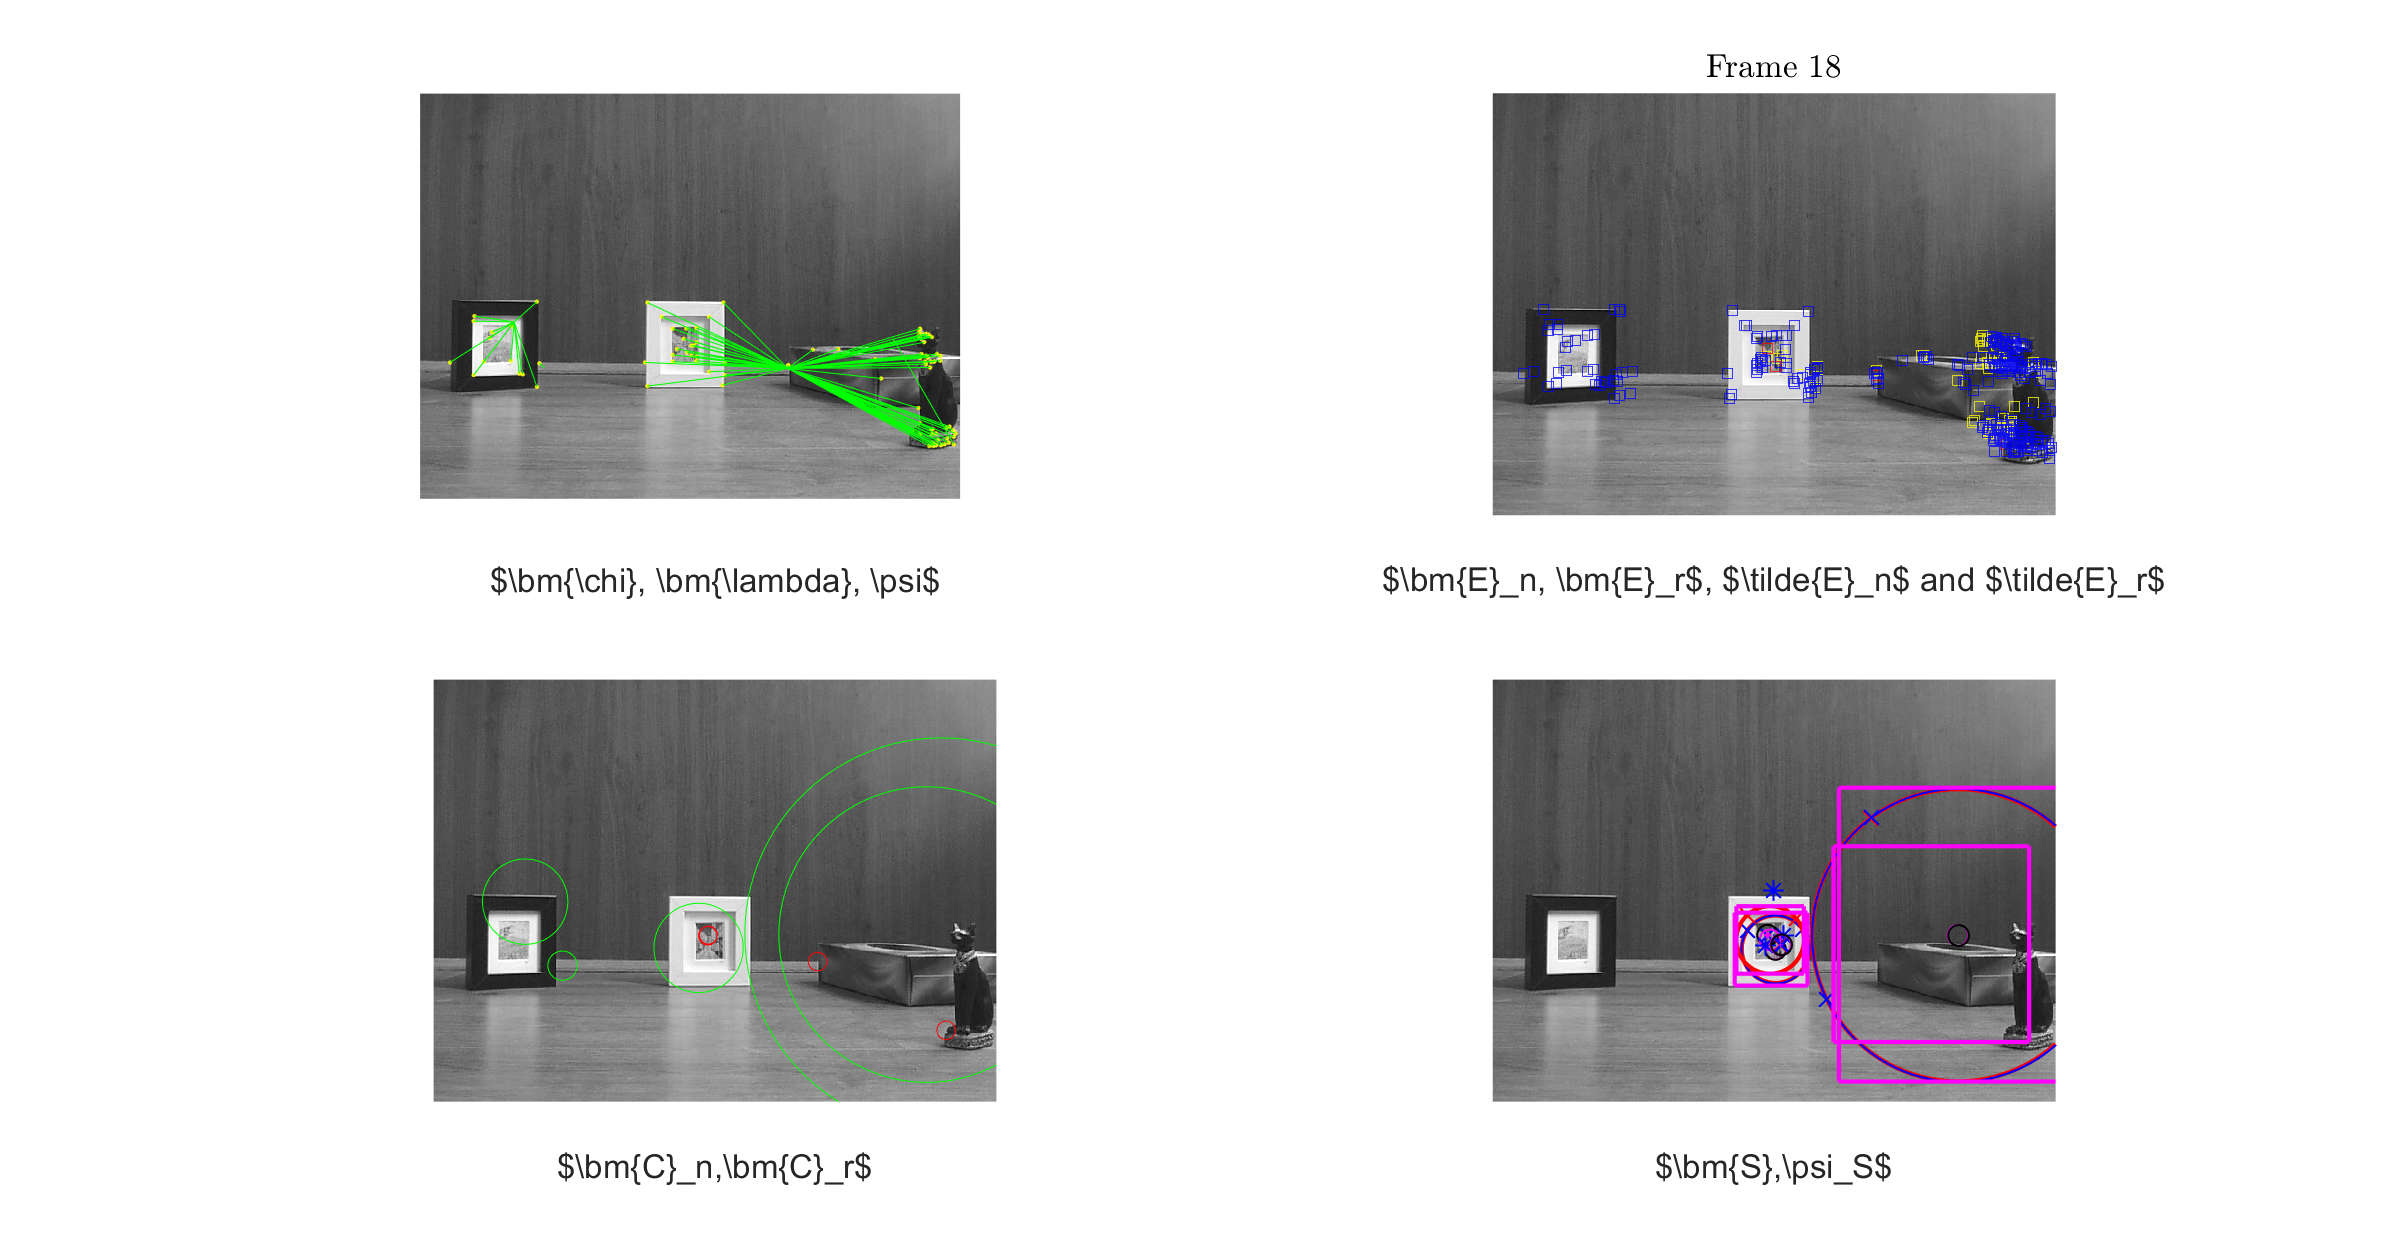 Frame 18
$\bm{\chi}, \bm{\lambda}, \psi$
$\bm{E}_n, \bm{E}_r$, $\tilde{E}_n$ and $\tilde{E}_r$
$\bm{C}_n,\bm{C}_r$
$\bm{S},\psi_S$